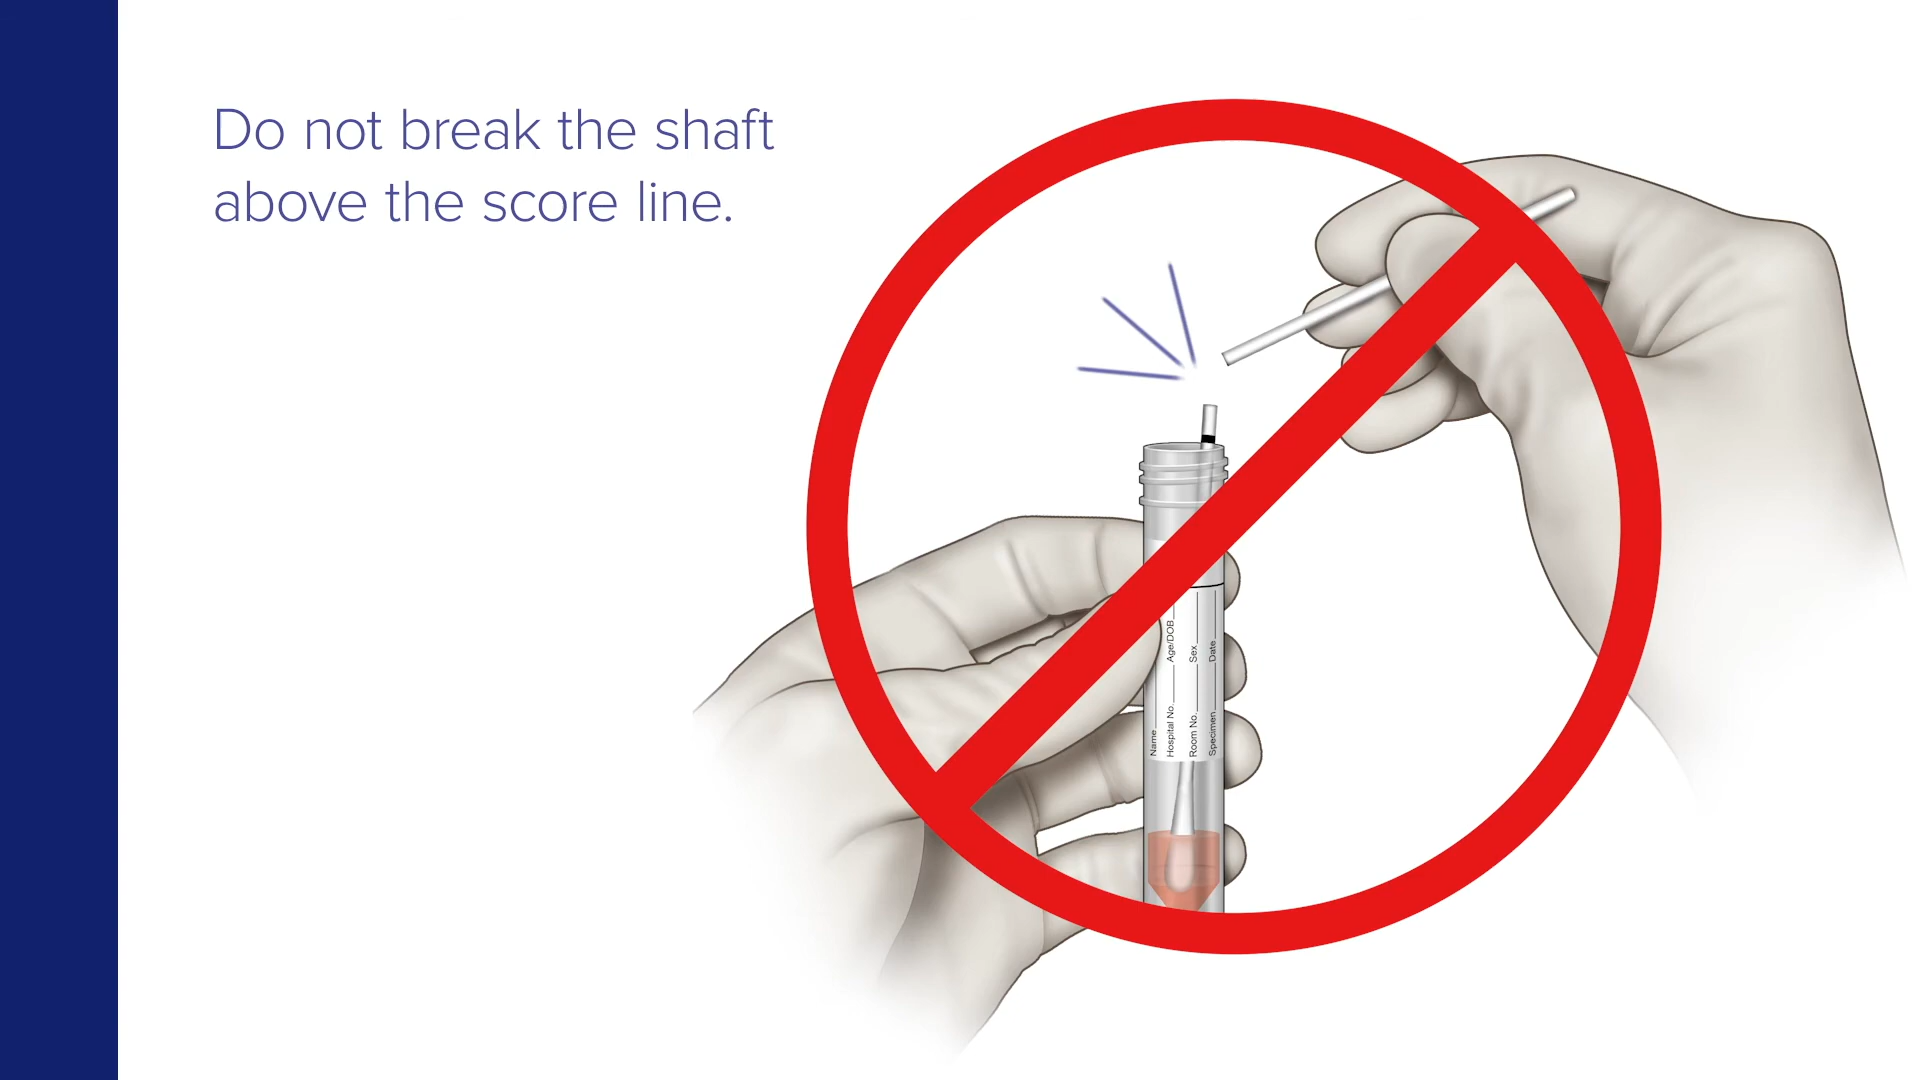 Do not break the shaft
above the score line.
Name
Hospital No. Age/DOB
Room No. Sex
Specimen Date